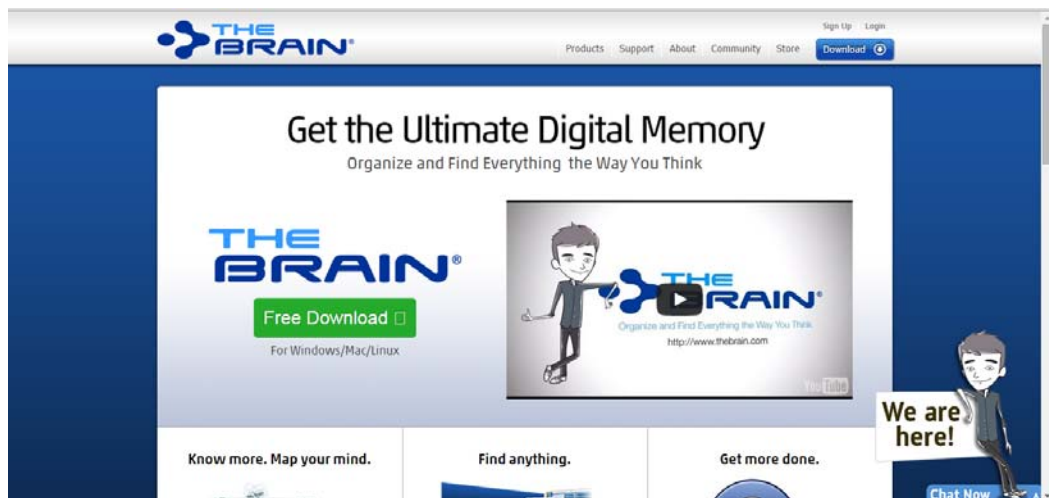 THE
BRAIN®
Sign Up Login
Products Support About Community Store Download
Get the Ultimate Digital Memory
Organize and Find Everything the Way You Think
THE
BRAIN®
Free Download
For Windows/Mac/Linux
THE
BRAIN®
Organize and Find Everything the Way You Think
http://www.thebrain.com
YouTube
We are
here!
Know more. Map your mind.
Find anything.
Get more done.
Chat Now